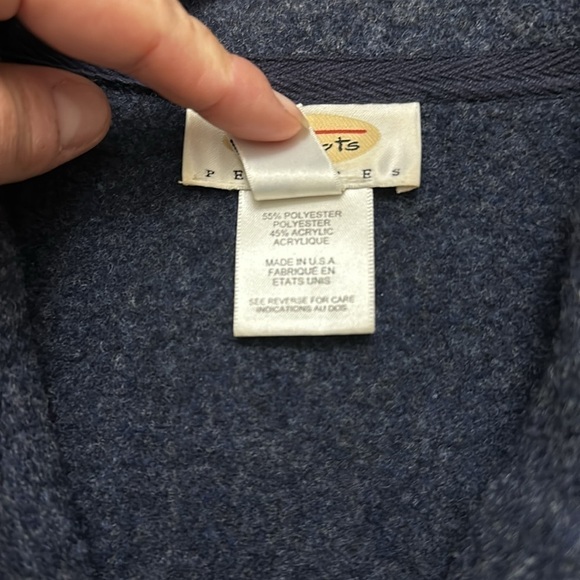 55% POLYESTER
POLYESTER
45% ACRYLIC
ACRYLIQUE
MADE IN U.S.A.
FABRIQUÉ EN
ETATS UNIS
SEE REVERSE FOR CARE
INDICATIONS AU DOS